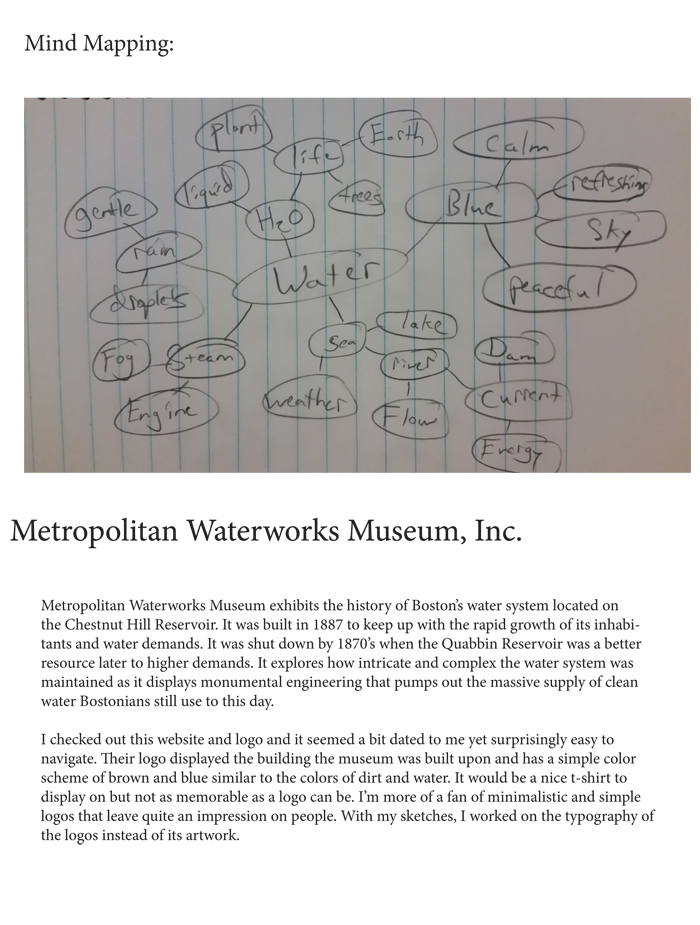 Mind Mapping:
plant
life
Earth
Calm
liquid
trees
refreshing
gentle
H2O
Blue
Sky
rain
Water
droplets
peaceful
Fog
Steam
Sea
lake
river
Dam
Engine
weather
Flow
Current
Energy
Metropolitan Waterworks Museum, Inc.
Metropolitan Waterworks Museum exhibits the history of Boston's water system located on
the Chestnut Hill Reservoir. It was built in 1887 to keep up with the rapid growth of its inhabi-
tants and water demands. It was shut down by 1870's when the Quabbin Reservoir was a better
resource later to higher demands. It explores how intricate and complex the water system was
maintained as it displays monumental engineering that pumps out the massive supply of clean
water Bostonians still use to this day.
I checked out this website and logo and it seemed a bit dated to me yet surprisingly easy to
navigate. Their logo displayed the building the museum was built upon and has a simple color
scheme of brown and blue similar to the colors of dirt and water. It would be a nice t-shirt to
display on but not as memorable as a logo can be. I'm more of a fan of minimalistic and simple
logos that leave quite an impression on people. With my sketches, I worked on the typography of
the logos instead of its artwork.